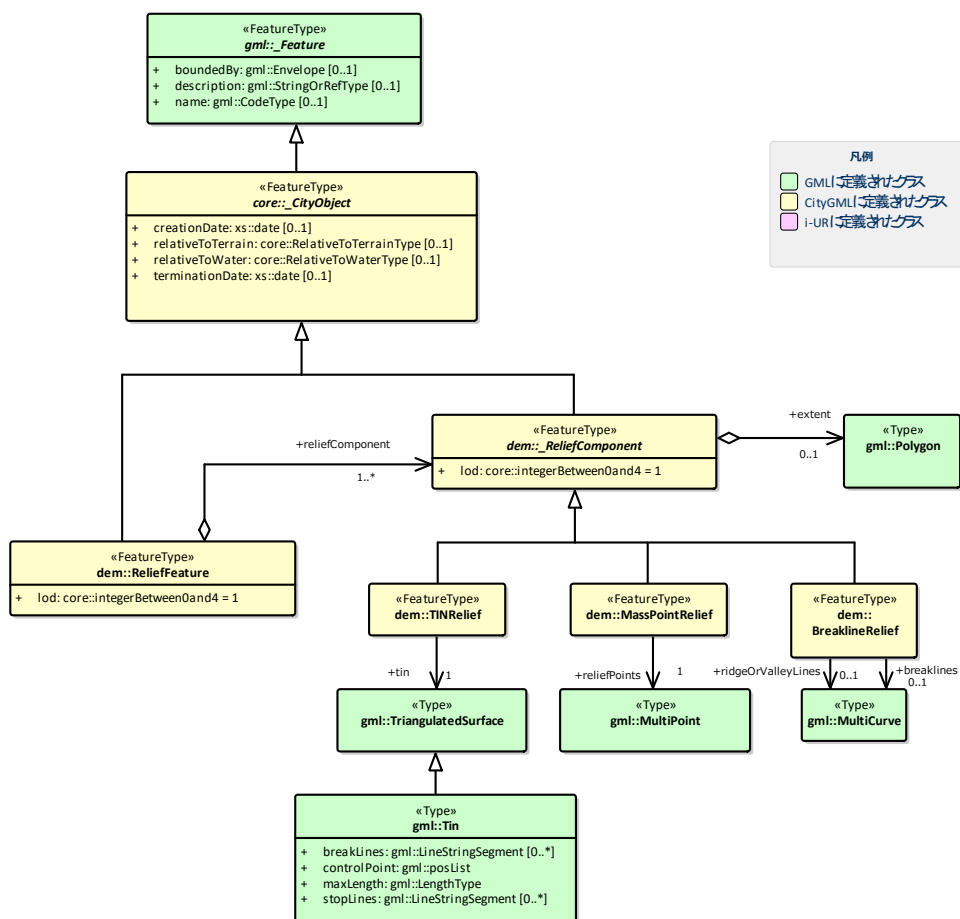 «FeatureType»
gml::_Feature
+ boundedBy: gml::Envelope [0..1]
+ description: gml::StringOrRefType [0..1]
+ name: gml::CodeType [0..1]
凡例
GMLに定義されたクラス
CityGMLに定義されたクラス
i-URに定義されたクラス
«FeatureType»
core::_CityObject
+ creationDate: xs::date [0..1]
+ relativeToTerrain: core::RelativeToTerrainType [0..1]
+ relativeToWater: core::RelativeToWaterType [0..1]
+ terminationDate: xs::date [0..1]
+reliefComponent
1..*
«FeatureType»
dem::_ReliefComponent
+ lod: core::integerBetween0and4 = 1
+extent
0..1
«Type»
gml::Polygon
«FeatureType»
dem::ReliefFeature
+ lod: core::integerBetween0and4 = 1
«FeatureType»
dem::TINRelief
«FeatureType»
dem::MassPointRelief
«FeatureType»
dem::
BreaklineRelief
+tin
1
+reliefPoints
1
+ridgeOrValleyLines
0..1
+breaklines
0..1
«Type»
gml::TriangulatedSurface
«Type»
gml::MultiPoint
«Type»
gml::MultiCurve
«Type»
gml::Tin
+ breakLines: gml::LineStringSegment [0..*]
+ controlPoint: gml::posList
+ maxLength: gml::LengthType
+ stopLines: gml::LineStringSegment [0..*]